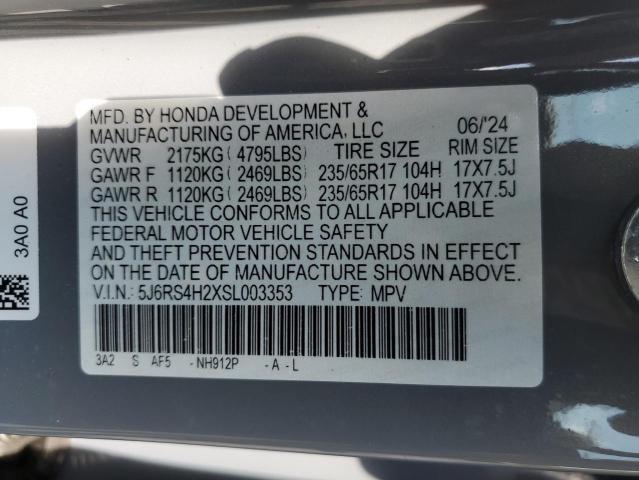 MFD. BY HONDA DEVELOPMENT &
MANUFACTURING OF AMERICA, LLC 06/'24
GVWR 2175KG( 4795LBS) TIRE SIZE RIM SIZE
GAWR F 1120KG( 2469LBS) 235/65R17 104H 17X7.5J
GAWR R 1120KG( 2469LBS) 235/65R17 104H 17X7.5J
THIS VEHICLE CONFORMS TO ALL APPLICABLE
FEDERAL MOTOR VEHICLE SAFETY
AND THEFT PREVENTION STANDARDS IN EFFECT
ON THE DATE OF MANUFACTURE SHOWN ABOVE.
V.I.N.: 5J6RS4H2XSL003353 TYPE: MPV
3A2 S AF5 -NH912P -A-L
3A0 A0